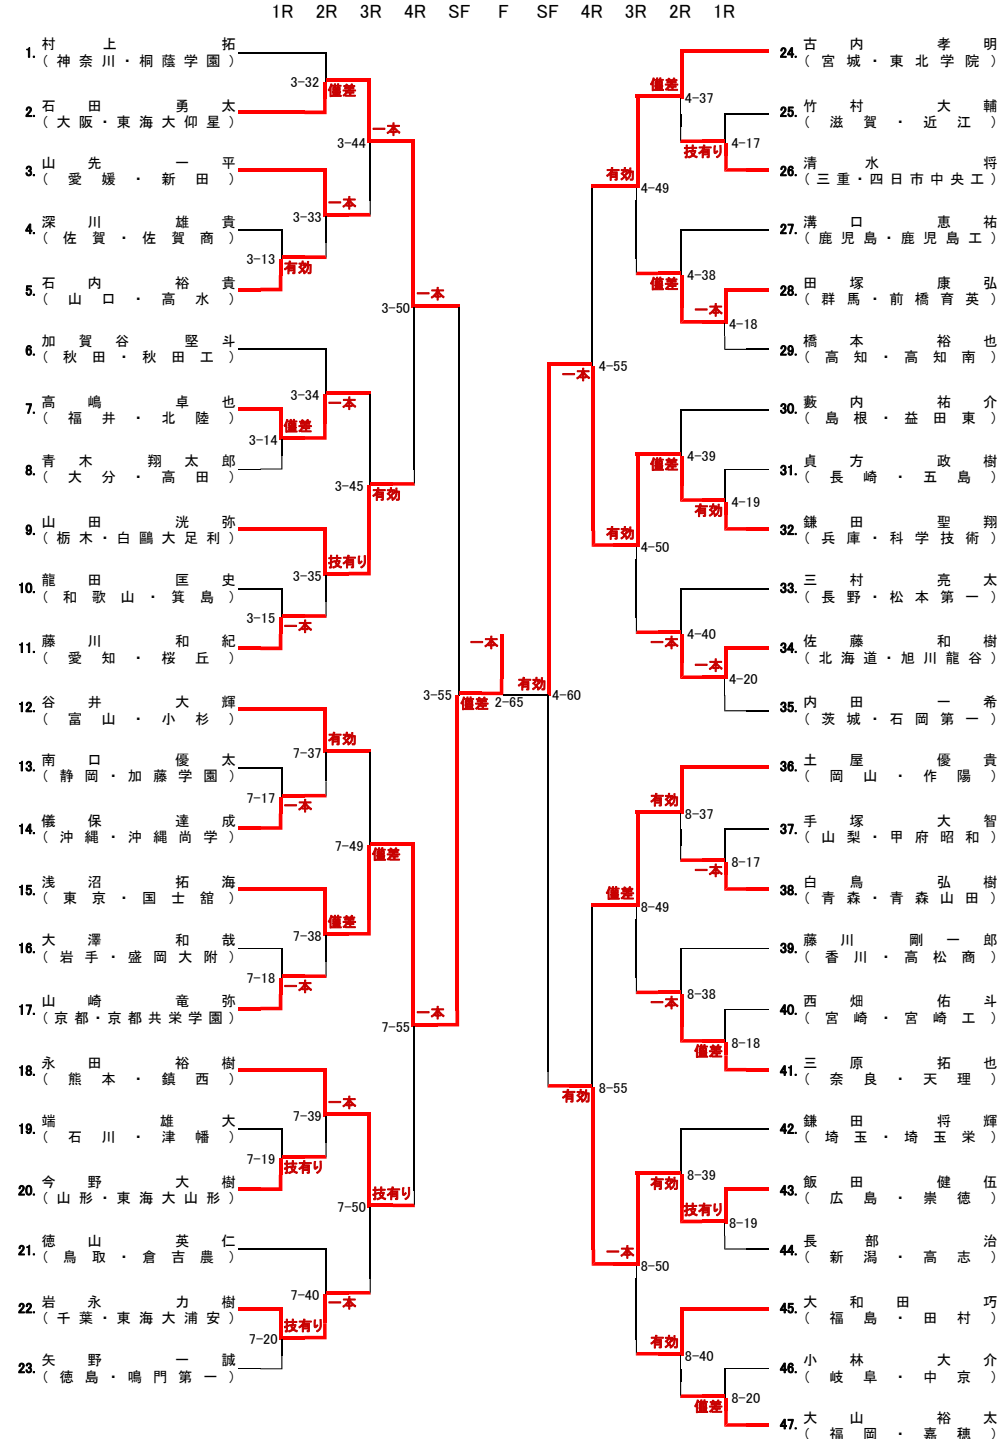 1R 2R 3R 4R SF F SF 4R 3R 2R 1R
1. 村上 拓
(神奈川・桐蔭学園)
2. 石田 勇太
(大阪・東海大仰星)
3. 山先 一平
(愛媛・新田)
4. 深川 雄貴
(佐賀・佐賀商)
5. 石内 裕貴
(山口・高水)
6. 加賀谷 堅斗
(秋田・秋田工)
7. 高嶋 卓也
(福井・北陸)
8. 青木 翔太郎
(大分・高田)
9. 山田 洸弥
(栃木・白鷗大足利)
10. 龍田 匡史
(和歌山・箕島)
11. 藤川 和紀
(愛知・桜丘)
12. 谷井 大輝
(富山・小杉)
13. 南口 優太
(静岡・加藤学園)
14. 儀保 達成
(沖縄・沖縄尚学)
15. 浅沼 拓海
(東京・国士舘)
16. 大澤 和哉
(岩手・盛岡大附)
17. 山崎 竜弥
(京都・京都共栄学園)
18. 永田 裕樹
(熊本・鎮西)
19. 端 雄大
(石川・津幡)
20. 今野 大樹
(山形・東海大山形)
21. 徳山 英仁
(鳥取・倉吉農)
22. 岩永 力樹
(千葉・東海大浦安)
23. 矢野 一誠
(徳島・鳴門第一)
3-32 僅差
3-44 一本
3-33 一本
3-13 有効
3-50 一本
3-34 一本
3-14 僅差
3-45 有効
3-35 技有り
3-15 一本
3-55 僅差
2-65 一本
7-37 有効
7-17 一本
7-49 僅差
7-38 僅差
7-18 一本
7-55 一本
7-39 一本
7-19 技有り
7-50 技有り
7-40 一本
7-20 技有り
24. 古内 孝明
(宮城・東北学院)
25. 竹村 大輔
(滋賀・近江)
26. 清水 将
(三重・四日市中央工)
27. 溝口 恵祐
(鹿児島・鹿児島工)
28. 田塚 康弘
(群馬・前橋育英)
29. 橋本 裕也
(高知・高知南)
30. 藪内 祐介
(島根・益田東)
31. 貞方 政樹
(長崎・五島)
32. 鎌田 聖翔
(兵庫・科学技術)
33. 三村 亮太
(長野・松本第一)
34. 佐藤 和樹
(北海道・旭川龍谷)
35. 内田 一希
(茨城・石岡第一)
36. 土屋 優貴
(岡山・作陽)
37. 手塚 大智
(山梨・甲府昭和)
38. 白鳥 弘樹
(青森・青森山田)
39. 藤川 剛一郎
(香川・高松商)
40. 西畑 佑斗
(宮崎・宮崎工)
41. 三原 拓也
(奈良・天理)
42. 鎌田 将輝
(埼玉・埼玉栄)
43. 飯田 健伍
(広島・崇徳)
44. 長部 治
(新潟・高志)
45. 大和田 巧
(福島・田村)
46. 小林 大介
(岐阜・中京)
47. 大山 裕太
(福岡・嘉穂)
僅差 4-37
技有り 4-17
有効 4-49
僅差 4-38
一本 4-18
一本 4-55
僅差 4-39
有効 4-19
有効 4-50
一本 4-40
一本 4-20
有効 4-60
有効 8-37
一本 8-17
僅差 8-49
一本 8-38
僅差 8-18
有効 8-55
有効 8-39
技有り 8-19
一本 8-50
有効 8-40
僅差 8-20